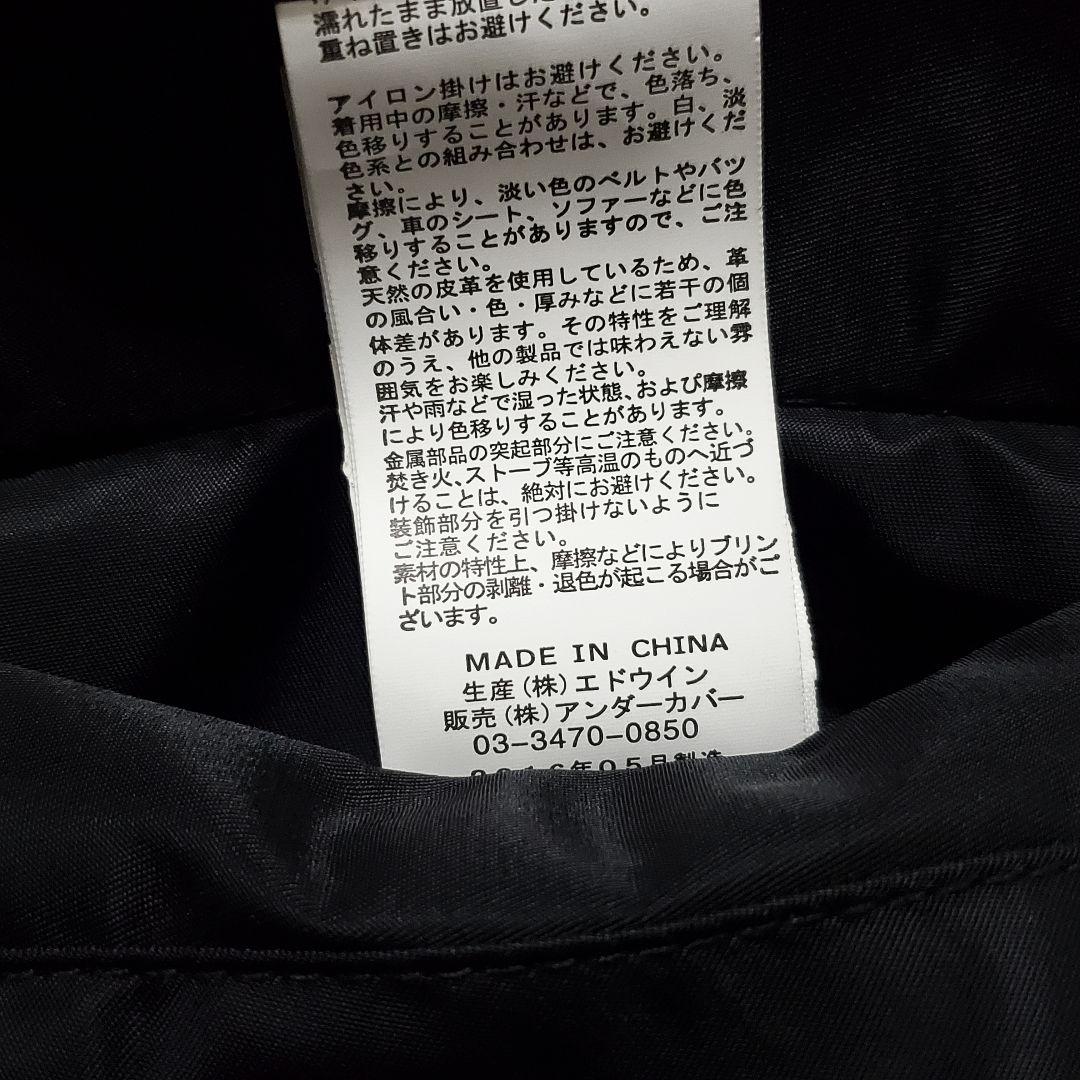 濡れたまま放置した
重ね置きはお避けください。
アイロン掛けはお避けください。
着用中の摩擦・汗などで、色落ち、
色移りすることがあります。白、淡
色系との組み合わせは、お避けくだ
さい。
摩擦により、淡い色のベルトやバツ
グ、車のシート、ソファーなどに色
移りすることがありますので、ご注
意ください。
天然の皮革を使用しているため、革
の風合い・色・厚みなどに若干の個
体差があります。その特性をご理解
のうえ、他の製品では味わえない雰
囲気をお楽しみください。
汗や雨などで湿った状態、および摩擦
により色移りすることがあります。
金属部品の突起部分にご注意ください。
焚き火、ストーブ等高温のものへ近づ
けることは、絶対にお避けください。
装飾部分を引つ掛けないように
ご注意ください。
素材の特性上、摩擦などによりプリン
ト部分の剥離・退色が起こる場合がご
ざいます。
MADE IN CHINA
生産(株)エドウイン
販売(株)アンダーカバー
03-3470-0850
年05月製造